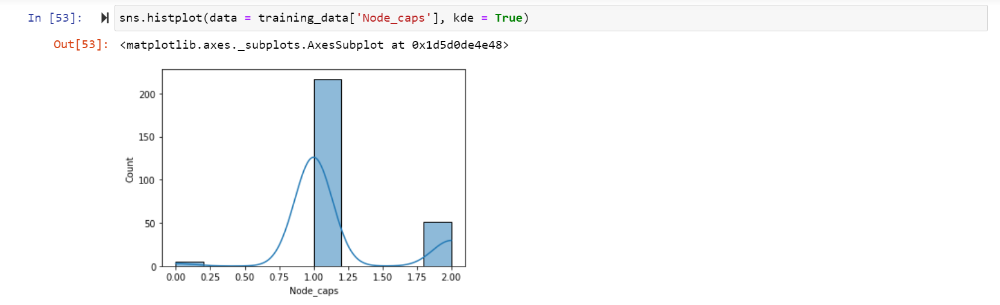 In [53]: sns.histplot(data = training_data['Node_caps'], kde = True)
Out[53]: <matplotlib.axes._subplots.AxesSubplot at 0x1d5d0de4e48>
200
150
100
50
0
Count
0.00 0.25 0.50 0.75 1.00 1.25 1.50 1.75 2.00
Node_caps